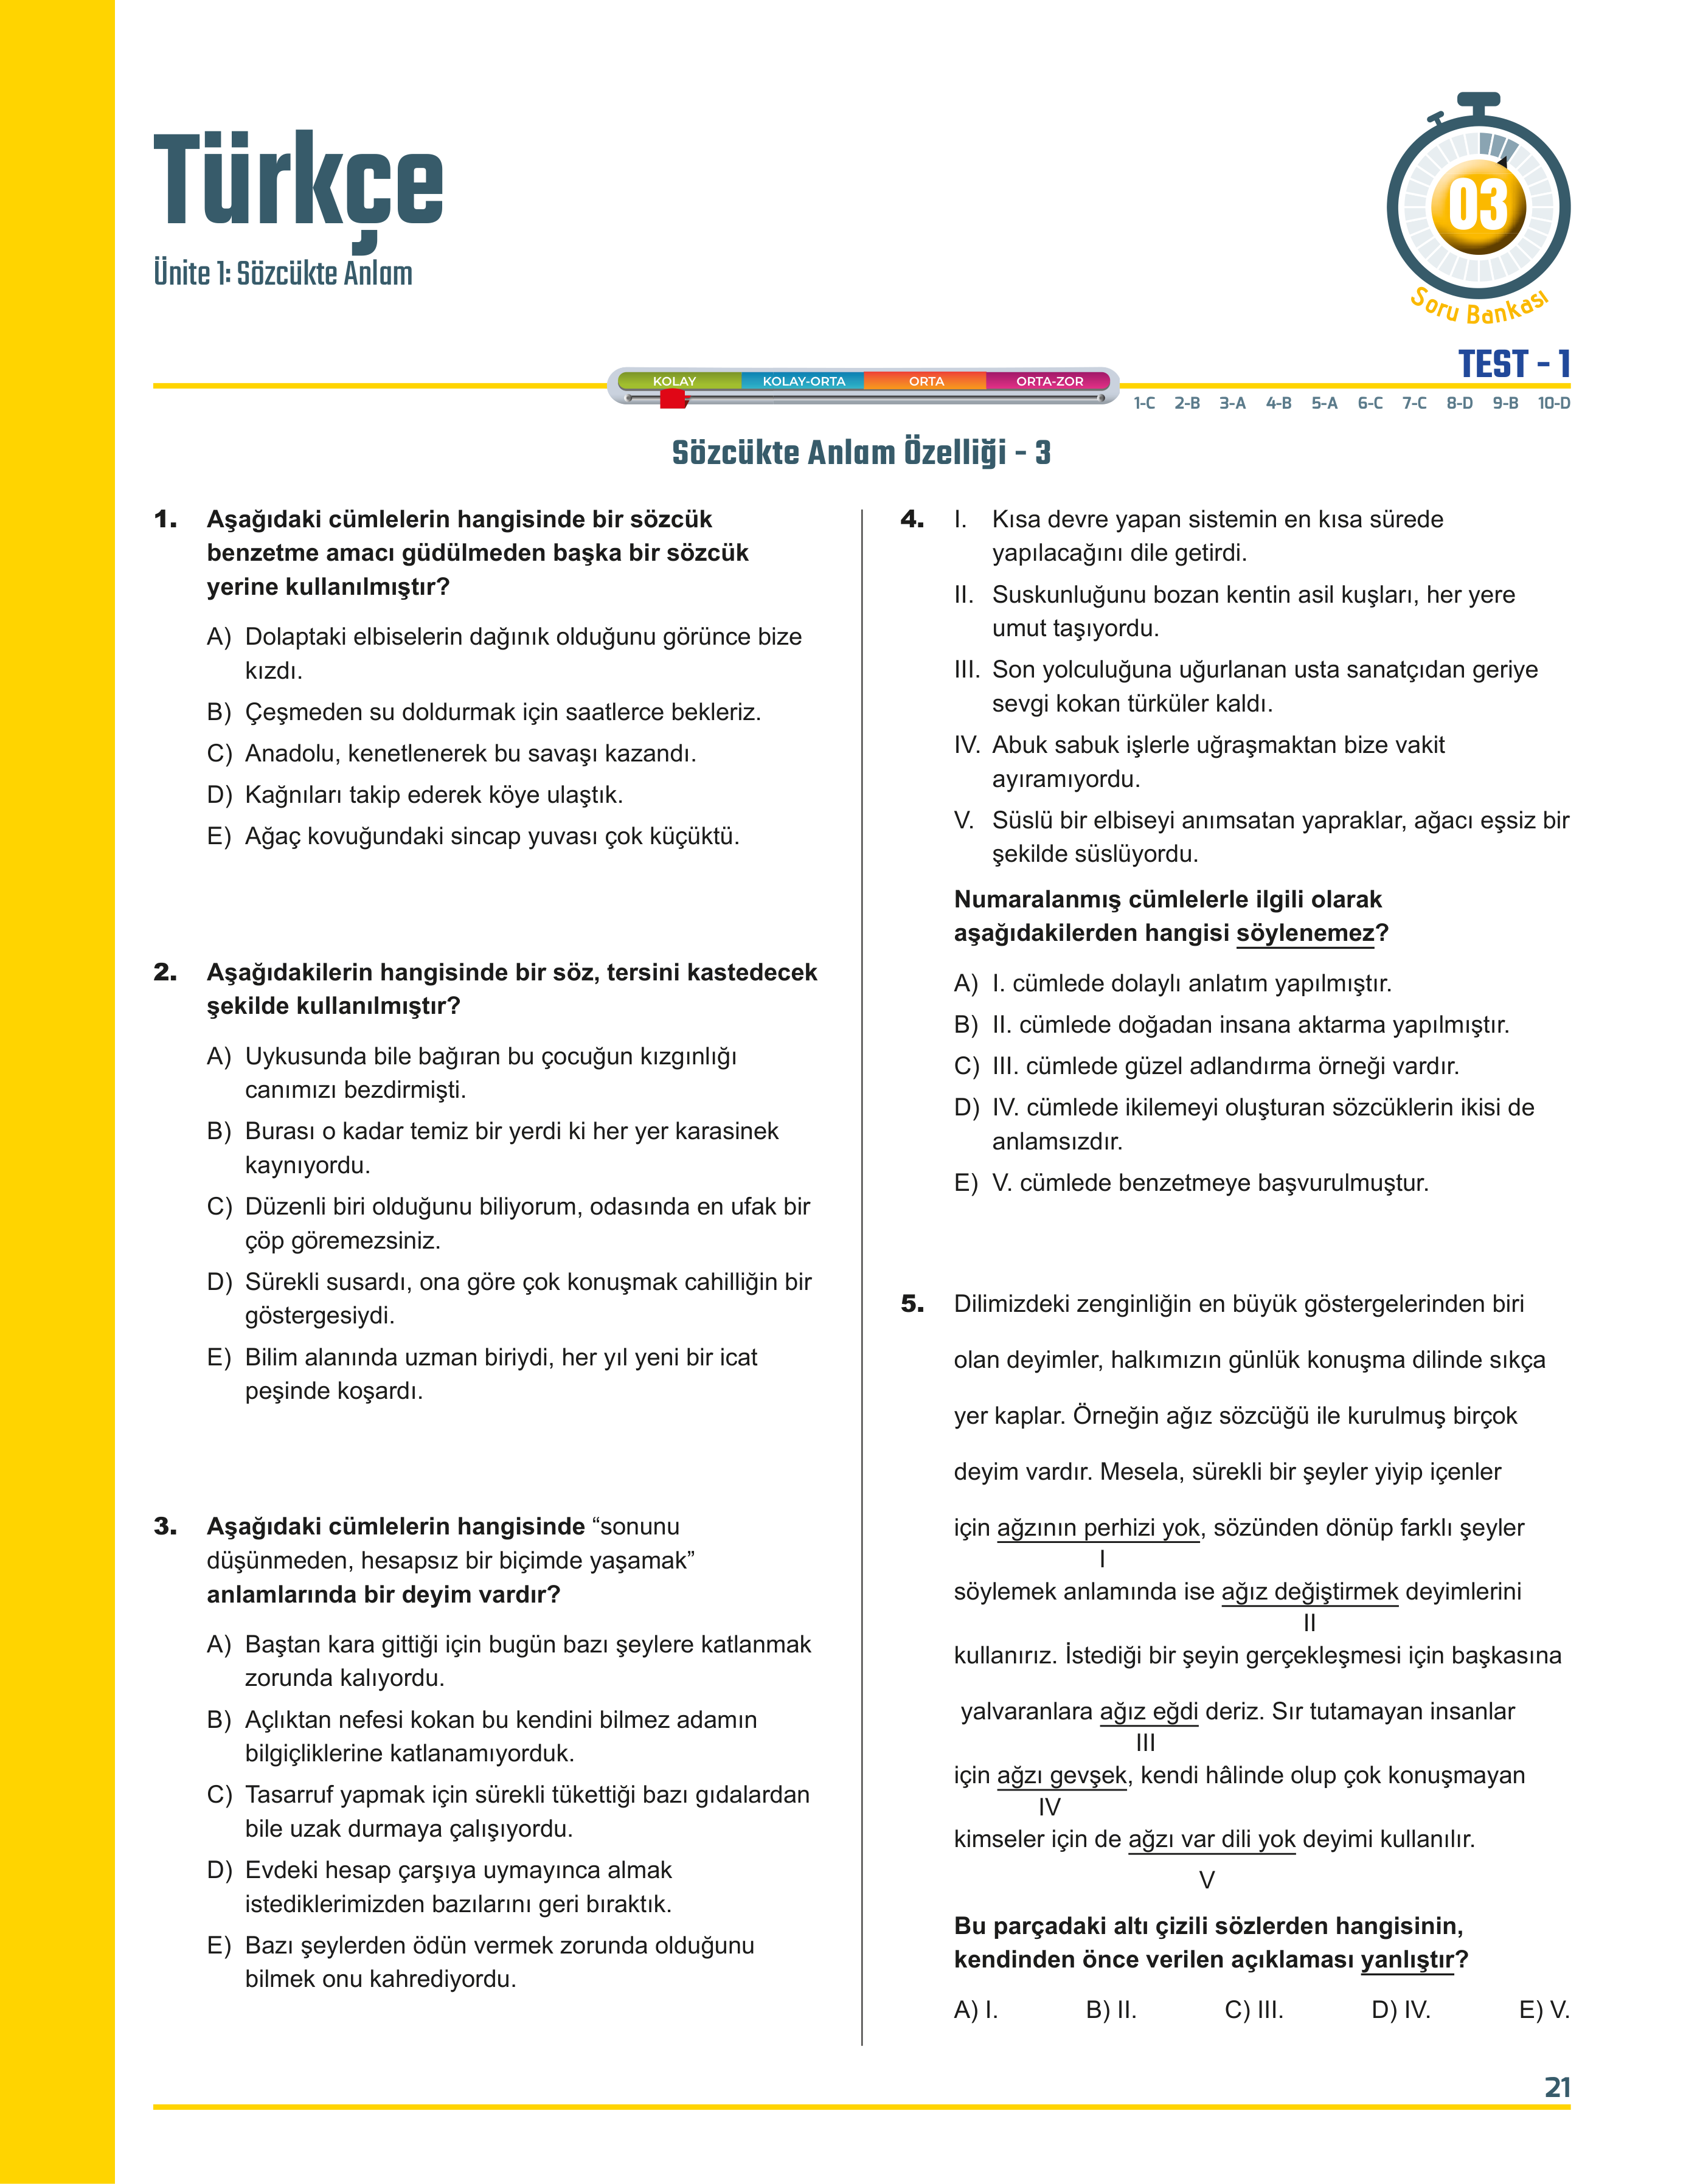 Türkçe
Ünite 1: Sözcükte Anlam
03
Soru Bankası
TEST - 1
KOLAY KOLAY-ORTA ORTA ORTA-ZOR
1-C 2-B 3-A 4-B 5-A 6-C 7-C 8-D 9-B 10-D
Sözcükte Anlam Özelliği - 3
1. Aşağıdaki cümlelerin hangisinde bir sözcük
benzetme amacı güdülmeden başka bir sözcük
yerine kullanılmıştır?
A) Dolaptaki elbiselerin dağınık olduğunu görünce bize
kızdı.
B) Çeşmeden su doldurmak için saatlerce bekleriz.
C) Anadolu, kenetlenerek bu savaşı kazandı.
D) Kağnıları takip ederek köye ulaştık.
E) Ağaç kovuğundaki sincap yuvası çok küçüktü.
2. Aşağıdakilerin hangisinde bir söz, tersini kastedecek
şekilde kullanılmıştır?
A) Uykusunda bile bağıran bu çocuğun kızgınlığı
canımızı bezdirmişti.
B) Burası o kadar temiz bir yerdi ki her yer karasinek
kaynıyordu.
C) Düzenli biri olduğunu biliyorum, odasında en ufak bir
çöp göremezsiniz.
D) Sürekli susardı, ona göre çok konuşmak cahilliğin bir
göstergesiydi.
E) Bilim alanında uzman biriydi, her yıl yeni bir icat
peşinde koşardı.
3. Aşağıdaki cümlelerin hangisinde “sonunu
düşünmeden, hesapsız bir biçimde yaşamak”
anlamlarında bir deyim vardır?
A) Baştan kara gittiği için bugün bazı şeylere katlanmak
zorunda kalıyordu.
B) Açlıktan nefesi kokan bu kendini bilmez adamın
bilgiçliklerine katlanamıyorduk.
C) Tasarruf yapmak için sürekli tükettiği bazı gıdalardan
bile uzak durmaya çalışıyordu.
D) Evdeki hesap çarşıya uymayınca almak
istediklerimizden bazılarını geri bıraktık.
E) Bazı şeylerden ödün vermek zorunda olduğunu
bilmek onu kahrediyordu.
4. I. Kısa devre yapan sistemin en kısa sürede
yapılacağını dile getirdi.
II. Suskunluğunu bozan kentin asil kuşları, her yere
umut taşıyordu.
III. Son yolculuğuna uğurlanan usta sanatçıdan geriye
sevgi kokan türküler kaldı.
IV. Abuk sabuk işlerle uğraşmaktan bize vakit
ayıramıyordu.
V. Süslü bir elbiseyi anımsatan yapraklar, ağacı eşsiz bir
şekilde süslüyordu.
Numaralanmış cümlelerle ilgili olarak
aşağıdakilerden hangisi söylenemez?
A) I. cümlede dolaylı anlatım yapılmıştır.
B) II. cümlede doğadan insana aktarma yapılmıştır.
C) III. cümlede güzel adlandırma örneği vardır.
D) IV. cümlede ikilemeyi oluşturan sözcüklerin ikisi de
anlamsızdır.
E) V. cümlede benzetmeye başvurulmuştur.
5. Dilimizdeki zenginliğin en büyük göstergelerinden biri
olan deyimler, halkımızın günlük konuşma dilinde sıkça
yer kaplar. Örneğin ağız sözcüğü ile kurulmuş birçok
deyim vardır. Mesela, sürekli bir şeyler yiyip içenler
için ağzının perhizi yok, sözünden dönüp farklı şeyler
I
söylemek anlamında ise ağız değiştirmek deyimlerini
II
kullanırız. İstediği bir şeyin gerçekleşmesi için başkasına
yalvaranlara ağız eğdi deriz. Sır tutamayan insanlar
III
için ağzı gevşek, kendi hâlinde olup çok konuşmayan
IV
kimseler için de ağzı var dili yok deyimi kullanılır.
V
Bu parçadaki altı çizili sözlerden hangisinin,
kendinden önce verilen açıklaması yanlıştır?
A) I. B) II. C) III. D) IV. E) V.
21